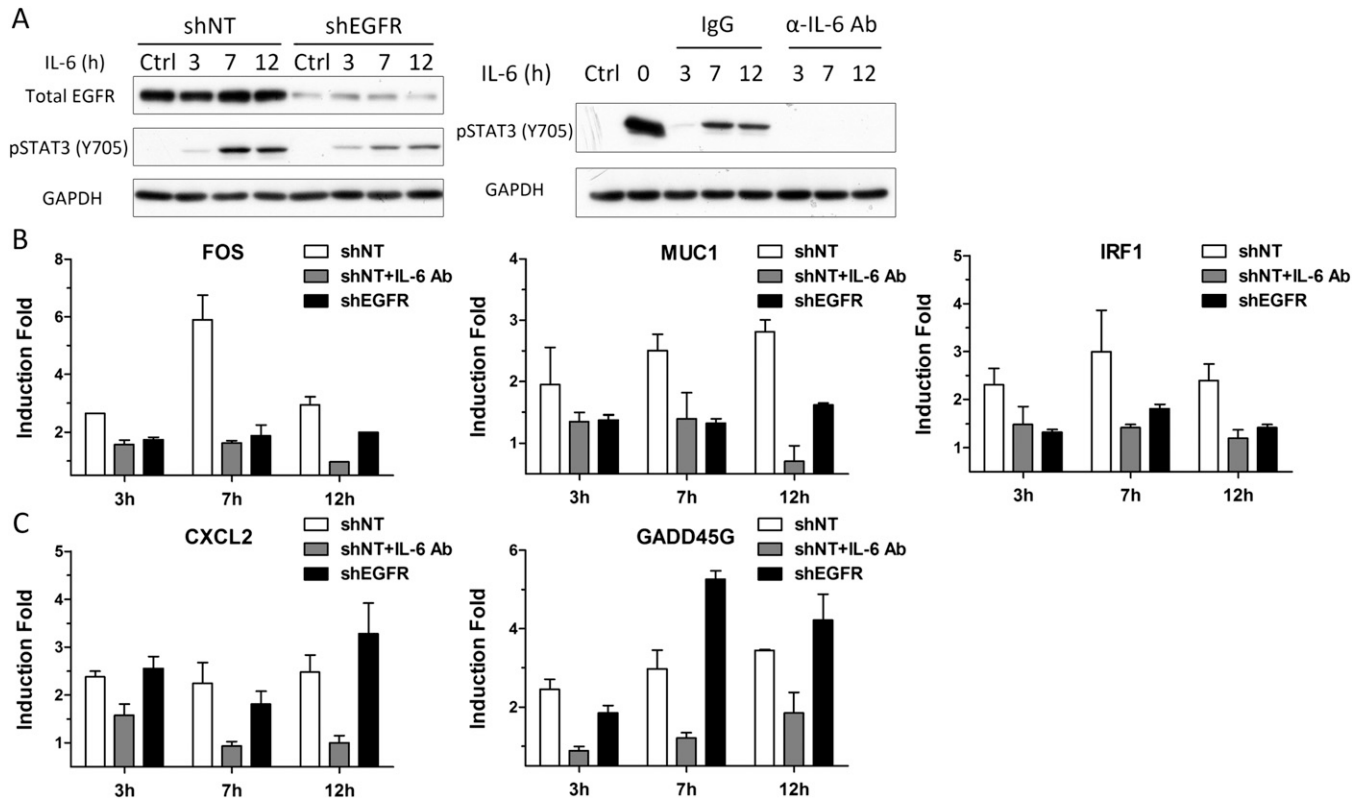 A
shNT shEGFR
IL-6 (h) Ctrl 3 7 12 Ctrl 3 7 12
Total EGFR
pSTAT3 (Y705)
GAPDH
IgG α-IL-6 Ab
IL-6 (h) Ctrl 0 3 7 12 3 7 12
pSTAT3 (Y705)
GAPDH
B
FOS
shNT
shNT+IL-6 Ab
shEGFR
Induction Fold
8
6
4
2
3h 7h 12h
MUC1
shNT
shNT+IL-6 Ab
shEGFR
Induction Fold
4
3
2
1
3h 7h 12h
IRF1
shNT
shNT+IL-6 Ab
shEGFR
Induction Fold
5
4
3
2
1
3h 7h 12h
C
CXCL2
shNT
shNT+IL-6 Ab
shEGFR
Induction Fold
5
4
3
2
1
3h 7h 12h
GADD45G
shNT
shNT+IL-6 Ab
shEGFR
Induction Fold
6
4
2
3h 7h 12h